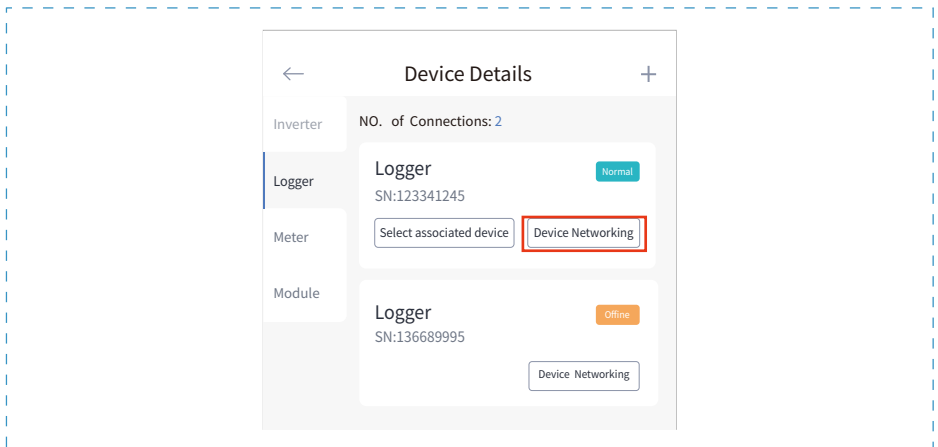 Device Details
Inverter
Logger
Meter
Module
NO. of Connections: 2
Logger
Normal
SN:123341245
Select associated device
Device Networking
Logger
Offine
SN:136689995
Device Networking